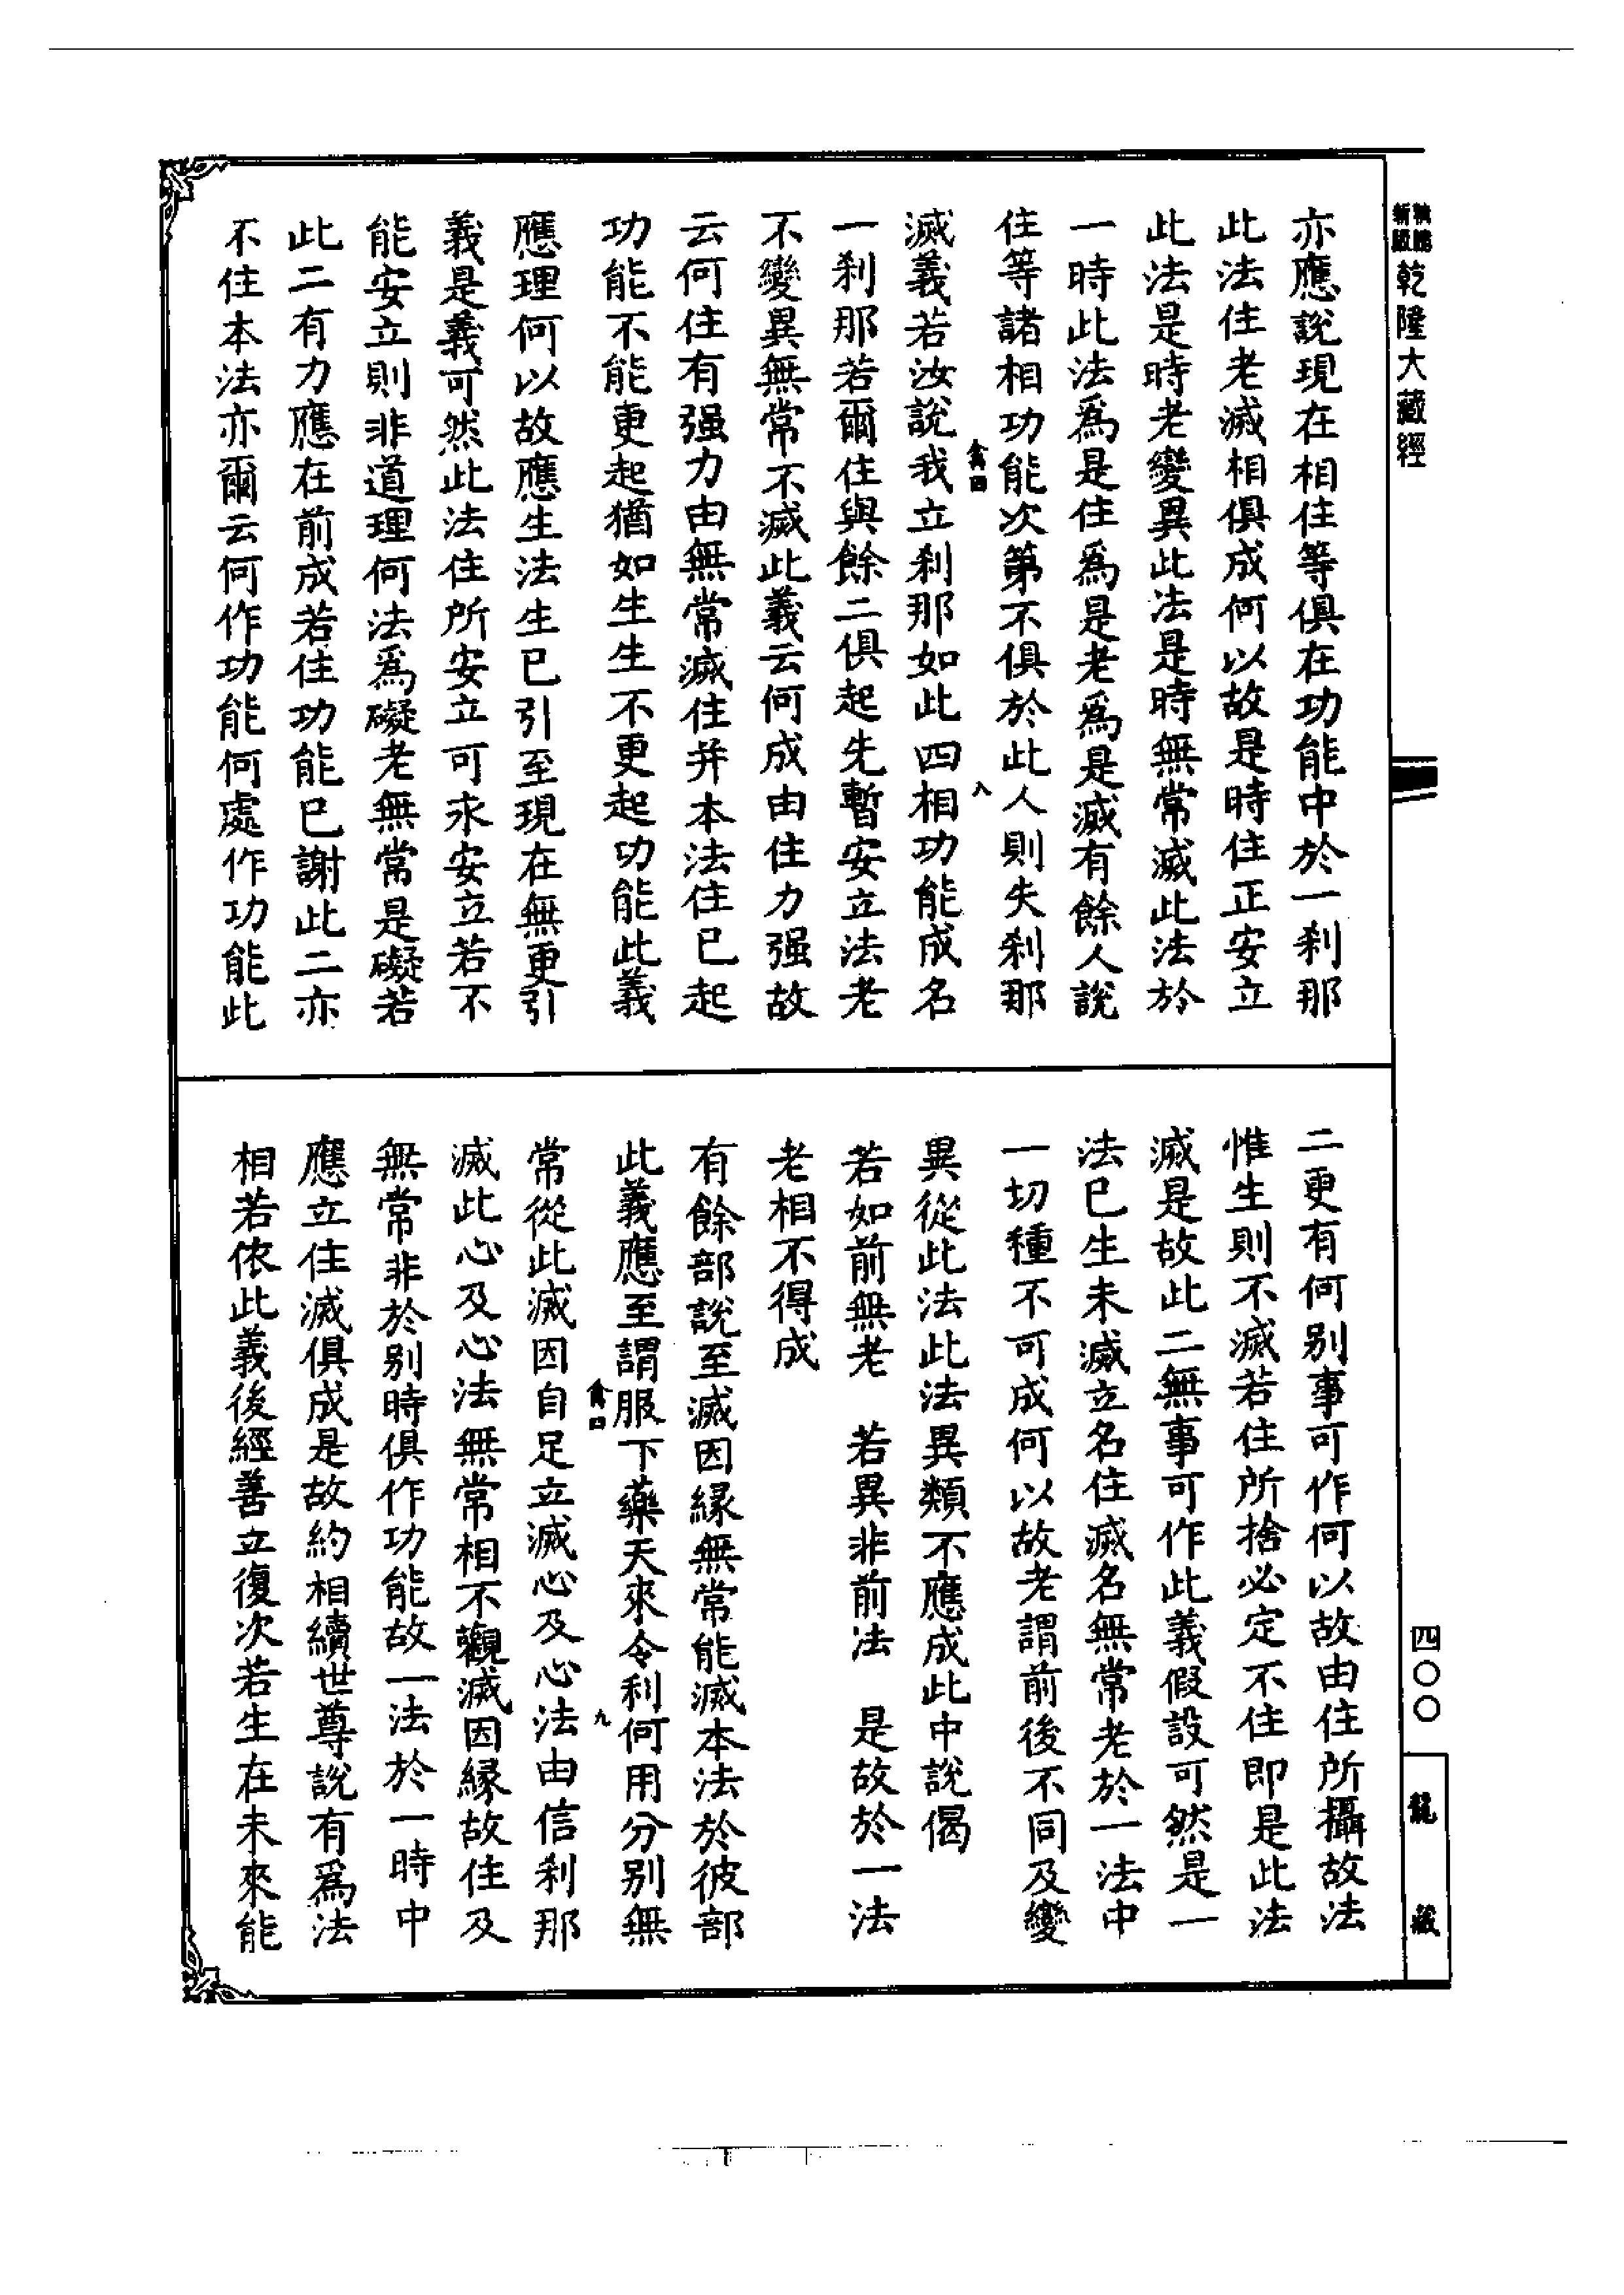 乾隆大藏經
亦應說現在相住等俱在功能中於一刹那
此法住老滅相俱成何以故是時住正安立
此法是時老變異此法是時無常滅此法於
一時此法爲是住爲是老爲是滅有餘人說
住等諸相功能次第不俱於此人則失刹那
禽四
八
滅義若汝說我立刹那如此四相功能成名
一刹那若爾住與餘二俱起先暫安立法老
不變異無常不滅此義云何成由住力强故
云何住有强力由無常滅住并本法住已起
功能不能更起猶如生生不更起功能此義
應理何以故應生法生已引至現在無更引
義是義可然此法住所安立可永安立若不
能安立則非道理何法爲礙老無常是礙若
此二有力應在前成若住功能已謝此二亦
不住本法亦爾云何作功能何處作功能此
二更有何别事可作何以故由住所攝故法
惟生則不滅若住所捨必定不住即是此法
滅是故此二無事可作此義假設可然是一
法已生未滅立名住滅名無常老於一法中
一切種不可成何以故老謂前後不同及變
異從此法此法異類不應成此中說偈
若如前無老　若異非前法　是故於一法
老相不得成
有餘部說至滅因緣無常能滅本法於彼部
此義應至謂服下藥天來令利何用分别無
九
常從此滅因自足立滅心及心法由信刹那
滅此心及心法無常相不觀滅因緣故住及
無常非於别時俱作功能故一法於一時中
應立住滅俱成是故約相續世尊說有爲法
相若依此義後經善立復次若生在未來能
四〇〇
龍藏